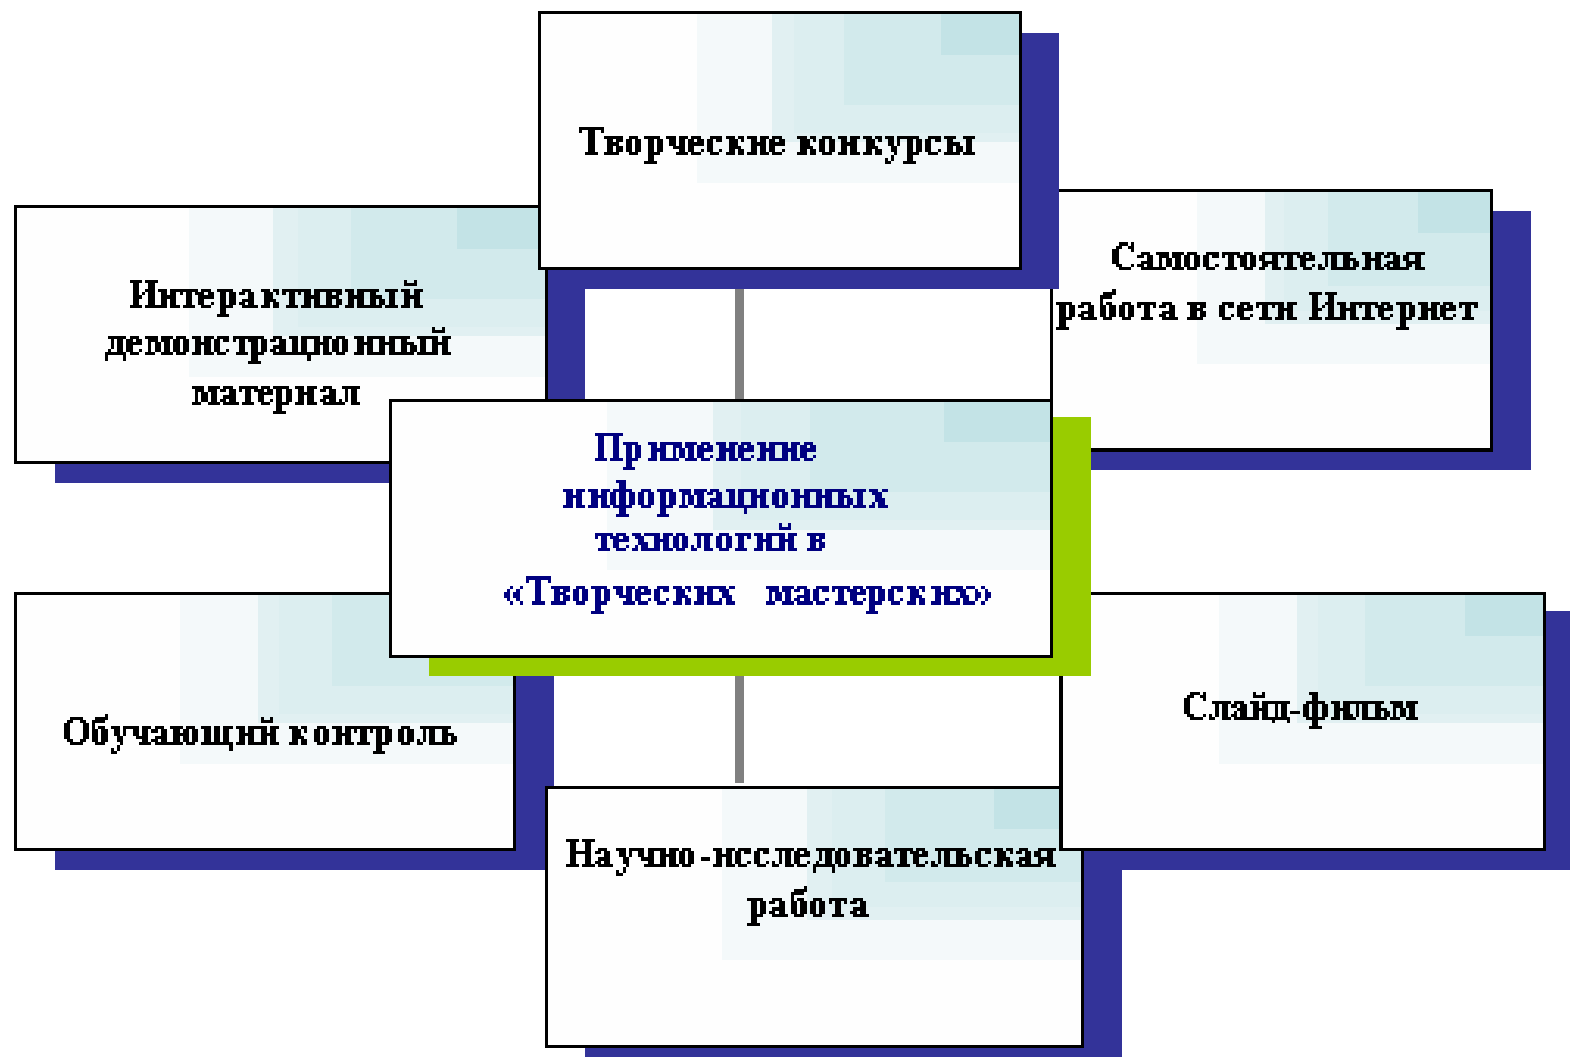 Творческие конкурсы
Самостоятельная
работа в сети Интернет
Интерактивный
демонстрационный
материал
Применение
информационных
технологий в
«Творческих мастерских»
Обучающий контроль
Слайд-фильм
Научно-исследовательская
работа